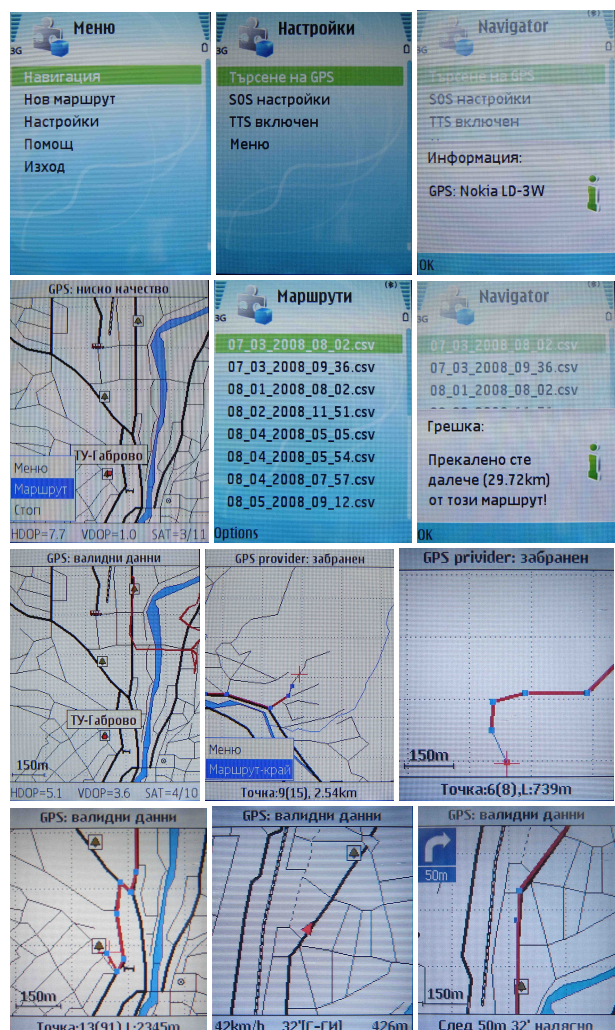 Меню
3G
Навигация
Нов маршрут
Настройки
Помощ
Изход
Настройки
3G
Търсене на GPS
SOS настройки
TTS включен
Меню
Navigator
3G
Търсене на GPS
SOS настройки
TTS включен
Информация:
GPS: Nokia LD-3W
OK
GPS: ниско качество
ТУ-Габрово
Меню
Маршрут
Стоп
HDOP=7.7 VDOP=1.0 SAT=3/11
Маршрути
3G
07_03_2008_08_02.csv
07_03_2008_09_36.csv
08_01_2008_08_02.csv
08_02_2008_11_51.csv
08_04_2008_05_05.csv
08_04_2008_05_54.csv
08_04_2008_07_57.csv
08_05_2008_09_12.csv
Options
Navigator
3G
07_03_2008_08_02.csv
07_03_2008_09_36.csv
08_01_2008_08_02.csv
Грешка:
Прекалено сте
далече (29.72km)
от този маршрут!
OK
GPS: валидни данни
ТУ-Габрово
150m
HDOP=5.1 VDOP=3.6 SAT=4/10
GPS provider: забранен
Меню
Маршрут-край
Точка:9(15), 2.54km
GPS privider: забранен
150m
Точка:6(8),L:739m
GPS: валидни данни
150m
Точка:13(91),L:2345m
GPS: валидни данни
42km/h 32'[Г-ГИ] 426m
GPS: валидни данни
50m
150m
След 50m 32' надясно